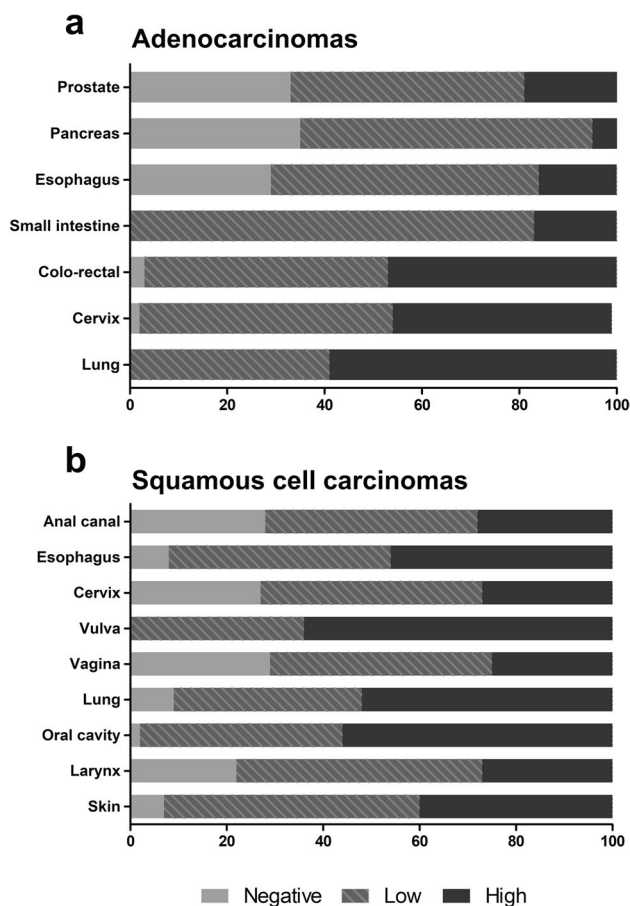 a
Adenocarcinomas
Prostate
Pancreas
Esophagus
Small intestine
Colo-rectal
Cervix
Lung
0 20 40 60 80 100
b
Squamous cell carcinomas
Anal canal
Esophagus
Cervix
Vulva
Vagina
Lung
Oral cavity
Larynx
Skin
0 20 40 60 80 100
Negative Low High